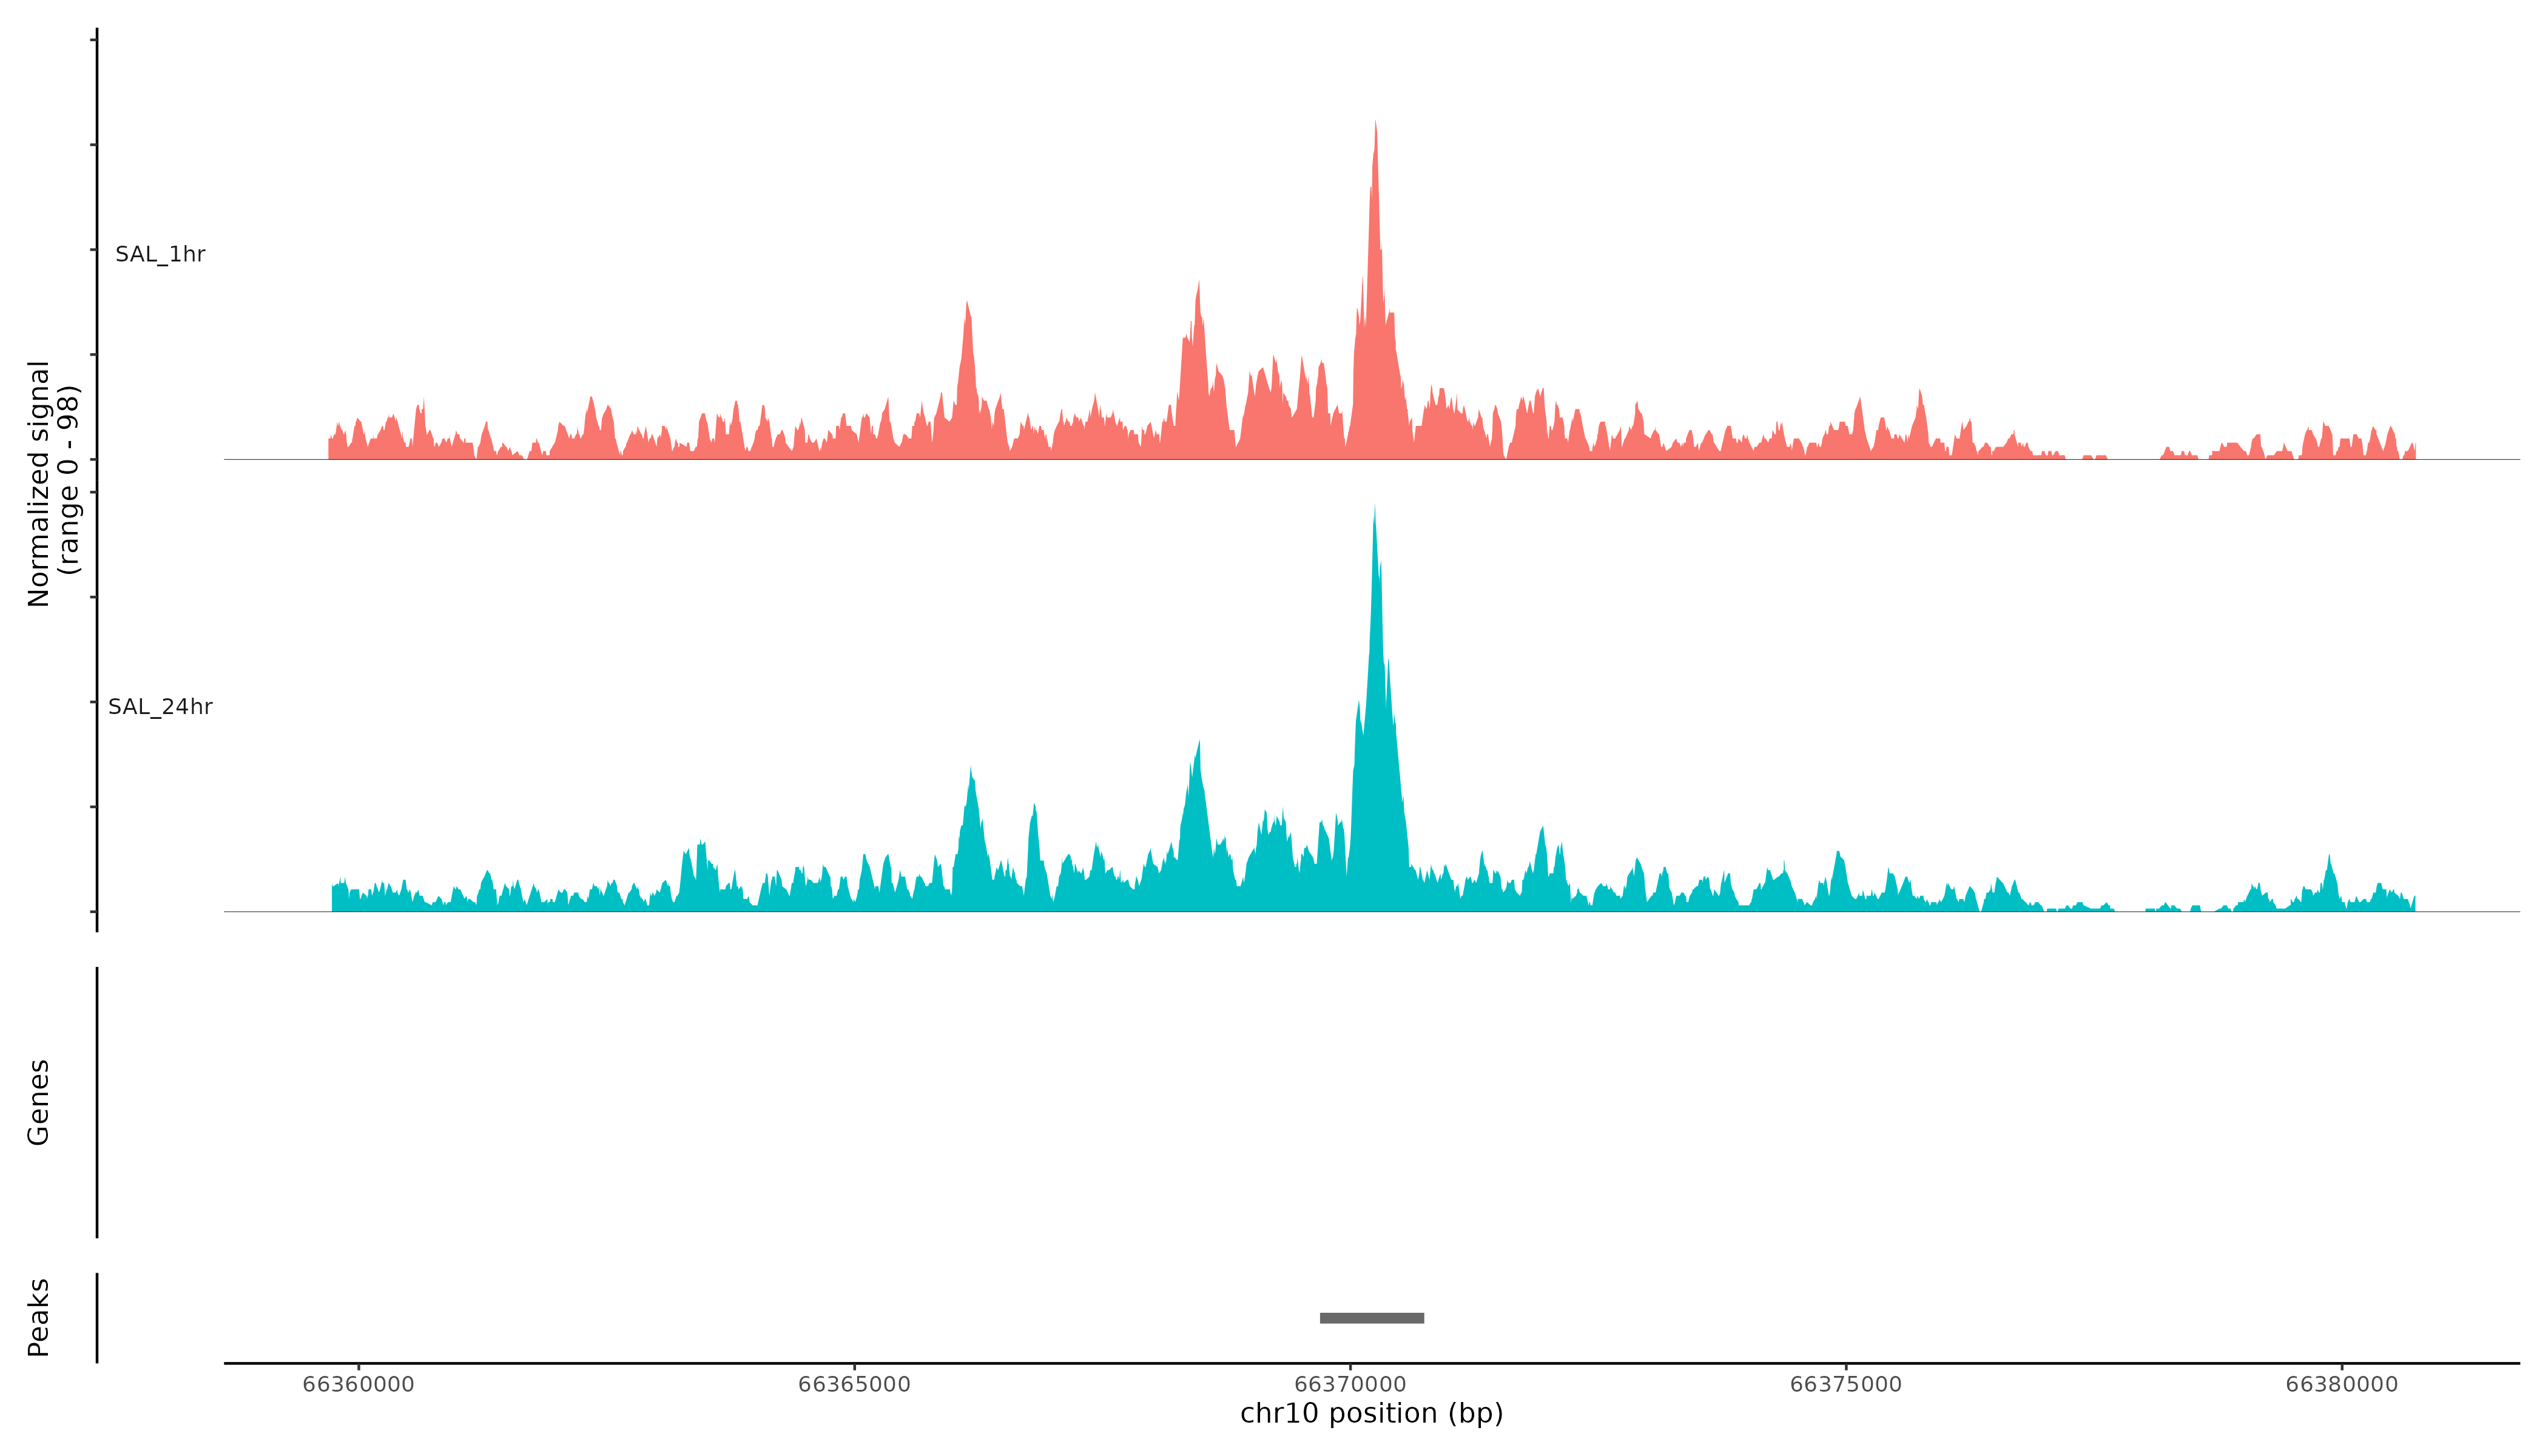 Normalized signal
(range 0 - 98)
SAL_1hr
SAL_24hr
Genes
Peaks
66360000
66365000
66370000
66375000
66380000
chr10 position (bp)